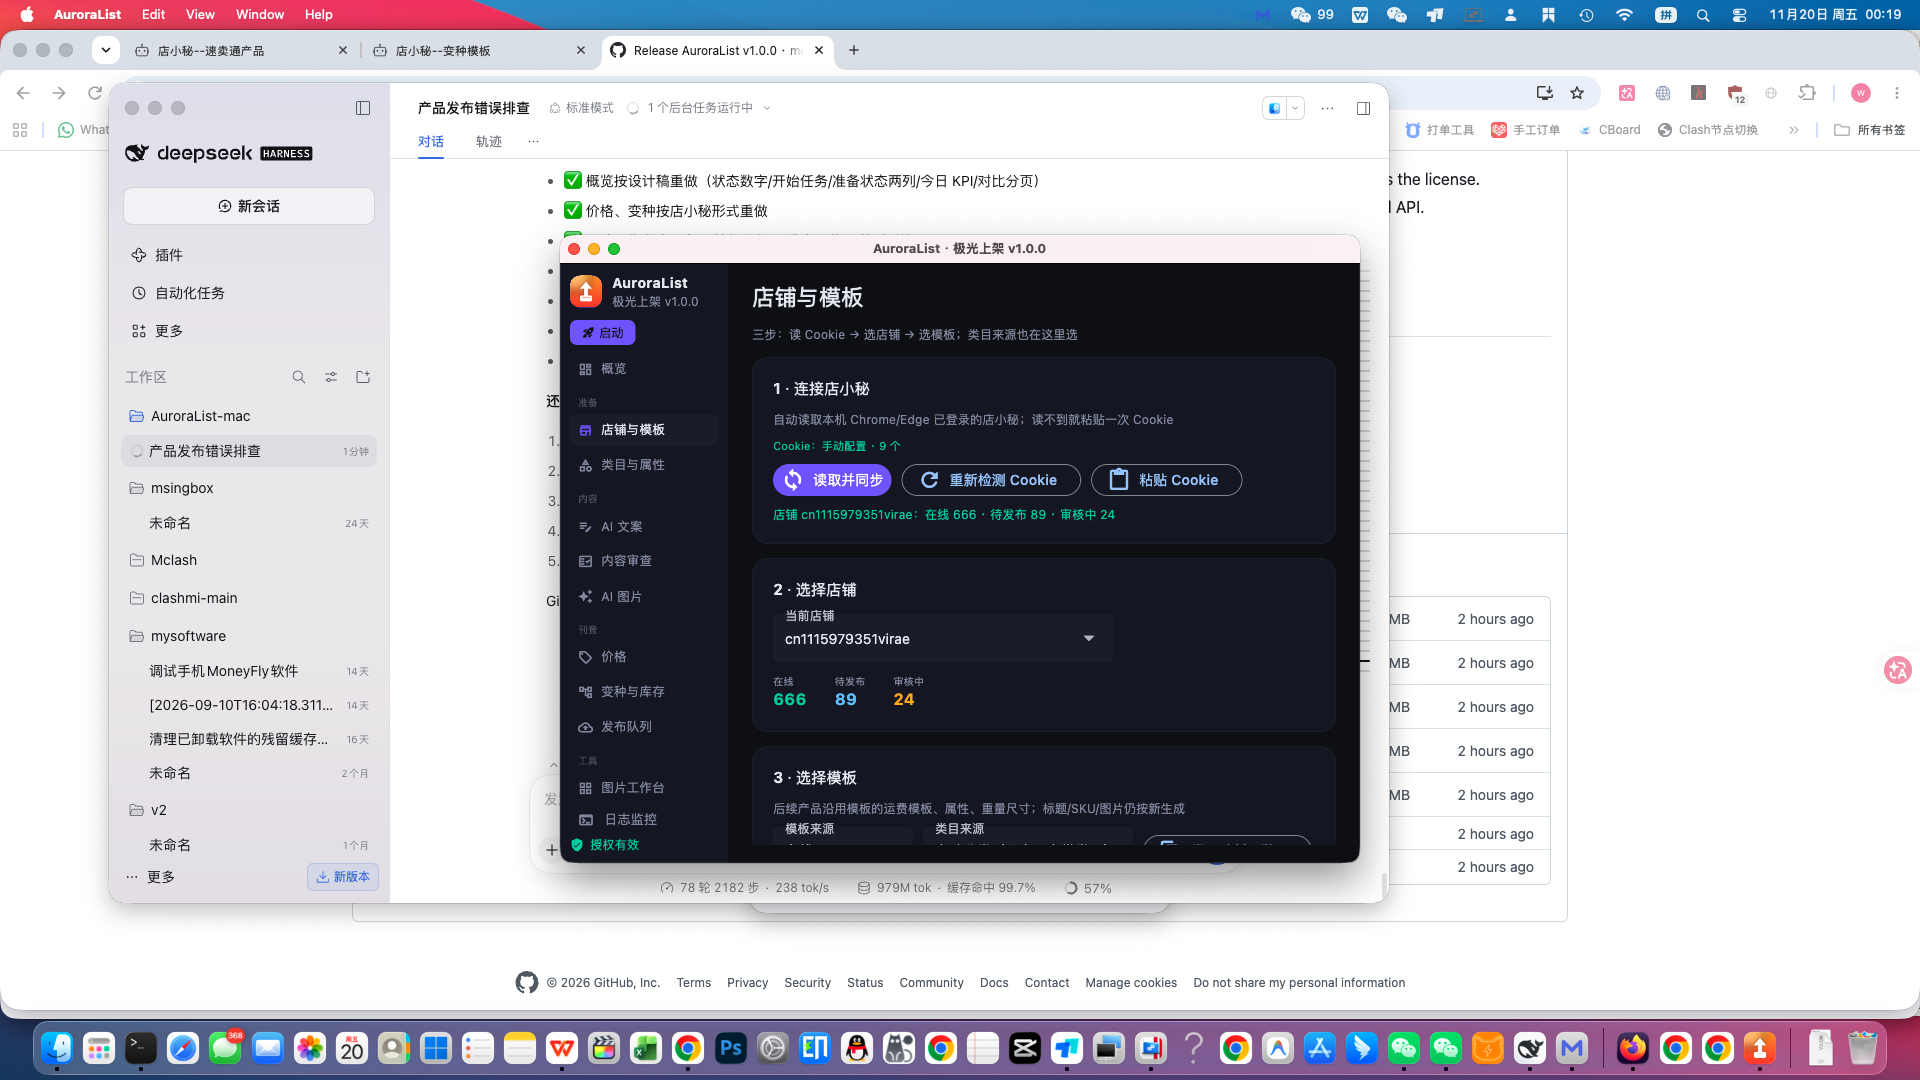 AuroraList Edit View Window Help
99
拼
11月20日 周五 00:19
店小秘--速卖通产品
店小秘--变种模板
Release AuroraList v1.0.0 · m
12
W
What
打单工具
手工订单
CBoard
Clash节点切换
所有书签
deepseek HARNESS
新会话
插件
自动化任务
更多
工作区
AuroraList-mac
产品发布错误排查 1分钟
msingbox
未命名 24天
Mclash
clashmi-main
mysoftware
调试手机MoneyFly软件 14天
[2026-09-10T16:04:18.311... 14天
清理已卸载软件的残留缓存... 16天
未命名 2个月
v2
未命名 1个月
更多
新版本
产品发布错误排查 标准模式 1 个后台任务运行中
对话 轨迹 ···
✅ 概览按设计稿重做（状态数字/开始任务/准备状态两列/今日 KPI/对比分页）
✅ 价格、变种按店小秘形式重做
还
1.
2.
3.
4.
5.
Gi
发
78 轮 2182 步 · 238 tok/s
979M tok · 缓存命中 99.7%
57%
AuroraList · 极光上架 v1.0.0
AuroraList
极光上架 v1.0.0
启动
概览
准备
店铺与模板
类目与属性
内容
AI 文案
内容审查
AI 图片
刊登
价格
变种与库存
发布队列
工具
图片工作台
日志监控
授权有效
店铺与模板
三步：读 Cookie → 选店铺 → 选模板；类目来源也在这里选
1 · 连接店小秘
自动读取本机 Chrome/Edge 已登录的店小秘；读不到就粘贴一次 Cookie
Cookie：手动配置 · 9 个
读取并同步
重新检测 Cookie
粘贴 Cookie
店铺 cn1115979351virae：在线 666 · 待发布 89 · 审核中 24
2 · 选择店铺
当前店铺
cn1115979351virae
在线 待发布 审核中
666 89 24
3 · 选择模板
后续产品沿用模板的运费模板、属性、重量尺寸；标题/SKU/图片仍按新生成
模板来源 类目来源
s the license.
API.
MB 2 hours ago
MB 2 hours ago
MB 2 hours ago
MB 2 hours ago
MB 2 hours ago
2 hours ago
2 hours ago
© 2026 GitHub, Inc. Terms Privacy Security Status Community Docs Contact Manage cookies Do not share my personal information
368
周五
20
Ps